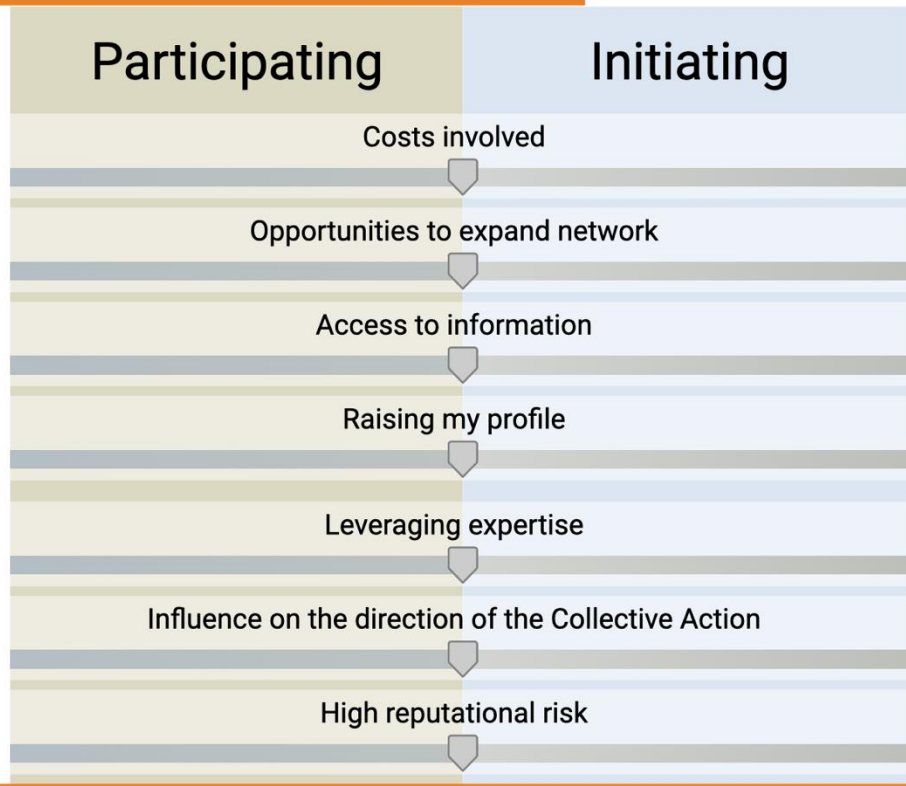 Participating
Initiating
Costs involved
Opportunities to expand network
Access to information
Raising my profile
Leveraging expertise
Influence on the direction of the Collective Action
High reputational risk